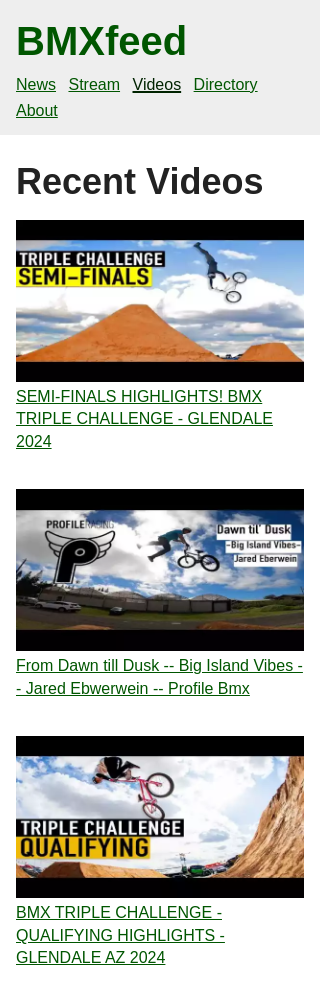 BMXfeed
News Stream Videos Directory
About
Recent Videos
TRIPLE CHALLENGE
SEMI-FINALS
SEMI-FINALS HIGHLIGHTS! BMX
TRIPLE CHALLENGE - GLENDALE
2024
PROFILE RACING
P
Dawn til' Dusk
~Big Island Vibes~
Jared Eberwein
From Dawn till Dusk -- Big Island Vibes -
- Jared Ebwerwein -- Profile Bmx
TRIPLE CHALLENGE
QUALIFYING
BMX TRIPLE CHALLENGE -
QUALIFYING HIGHLIGHTS -
GLENDALE AZ 2024